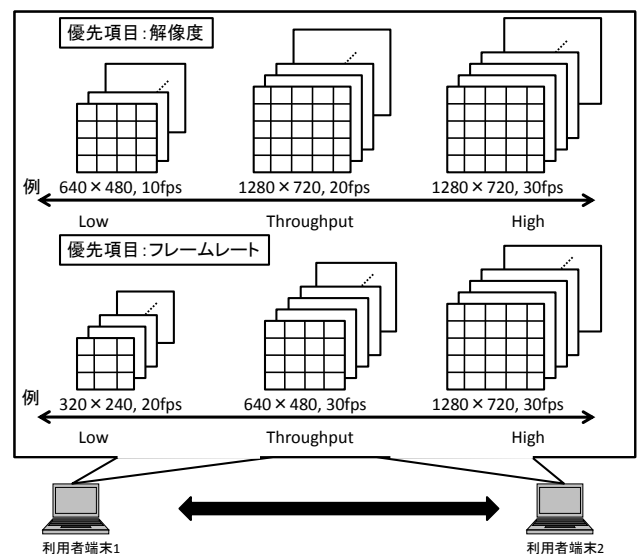 優先項目:解像度
例
640×480, 10fps 1280×720, 20fps 1280×720, 30fps
Low Throughput High
優先項目:フレームレート
例
320×240, 20fps 640×480, 30fps 1280×720, 30fps
Low Throughput High
利用者端末1 利用者端末2